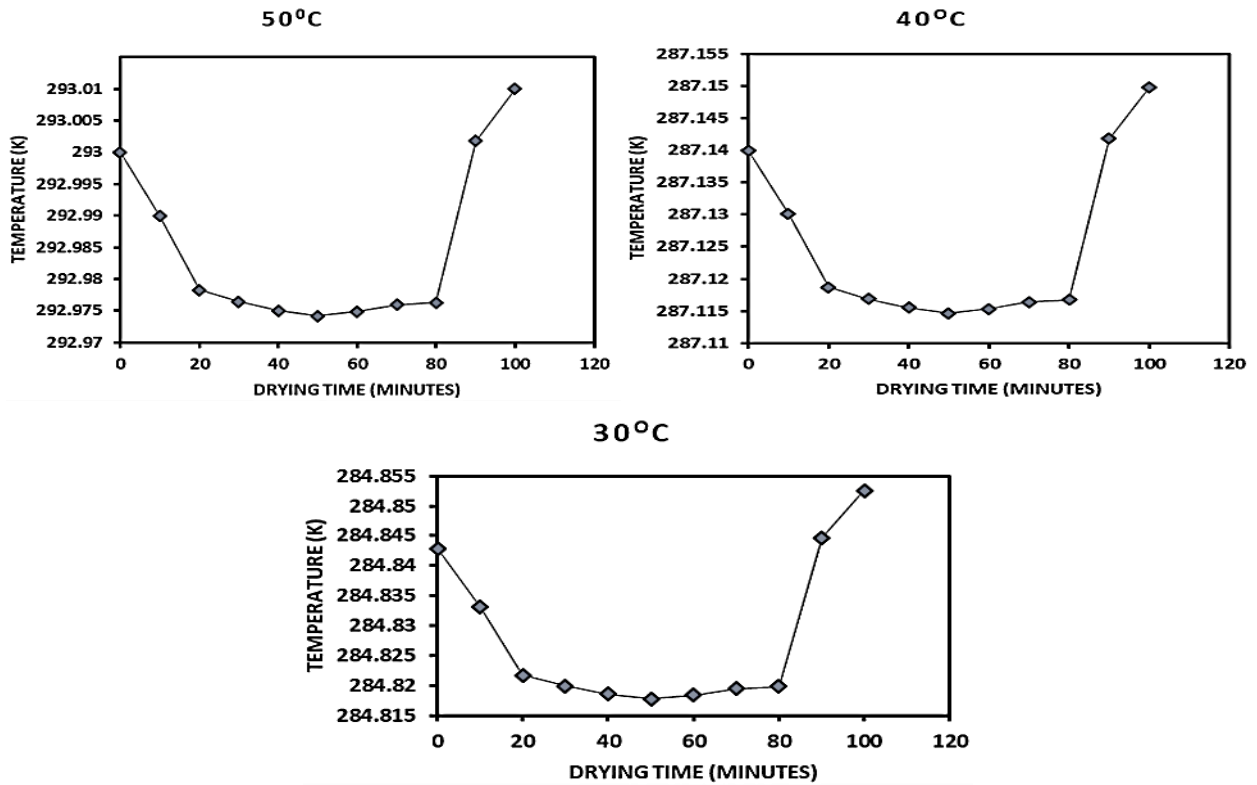 50⁰C
TEMPERATURE (K)
293.01
293.005
293
292.995
292.99
292.985
292.98
292.975
292.97
0 20 40 60 80 100 120
DRYING TIME (MINUTES)
40ᴼC
TEMPERATURE (K)
287.155
287.15
287.145
287.14
287.135
287.13
287.125
287.12
287.115
287.11
0 20 40 60 80 100 120
DRYING TIME (MINUTES)
30ᴼC
TEMPERATURE (K)
284.855
284.85
284.845
284.84
284.835
284.83
284.825
284.82
284.815
0 20 40 60 80 100 120
DRYING TIME (MINUTES)